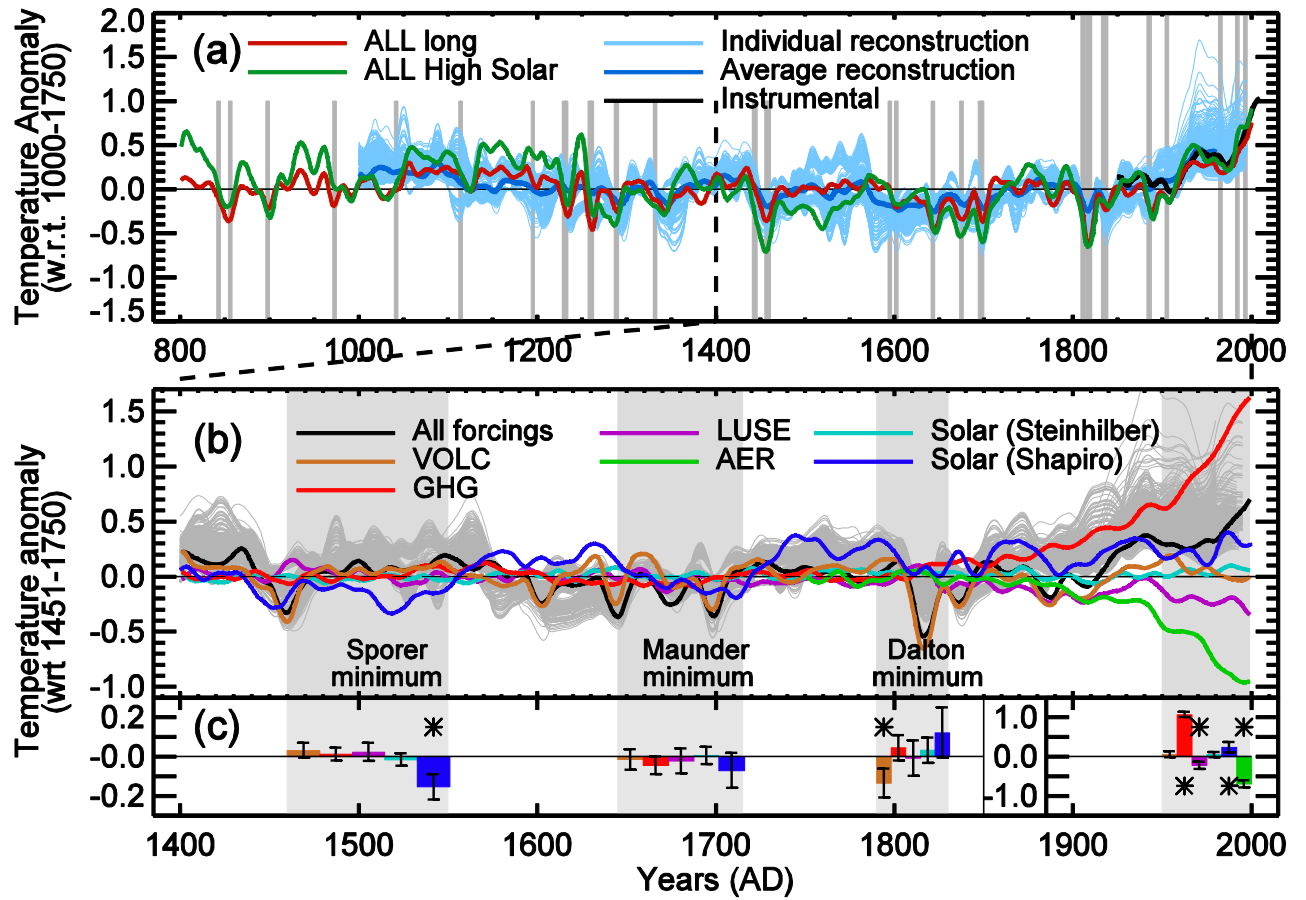 2.0
1.5
1.0
0.5
0.0
-0.5
-1.0
-1.5
Temperature Anomaly
(w.r.t. 1000-1750)
(a)
ALL long
ALL High Solar
Individual reconstruction
Average reconstruction
Instrumental
800 1000 1200 1400 1600 1800 2000
1.5
1.0
0.5
0.0
-0.5
-1.0
Temperature anomaly
(wrt 1451-1750)
(b)
All forcings
VOLC
GHG
LUSE
AER
Solar (Steinhilber)
Solar (Shapiro)
Sporer
minimum
Maunder
minimum
Dalton
minimum
(c)
0.2
-0.0
-0.2
1.0
0.0
-1.0
1400 1500 1600 1700 1800 1900 2000
Years (AD)